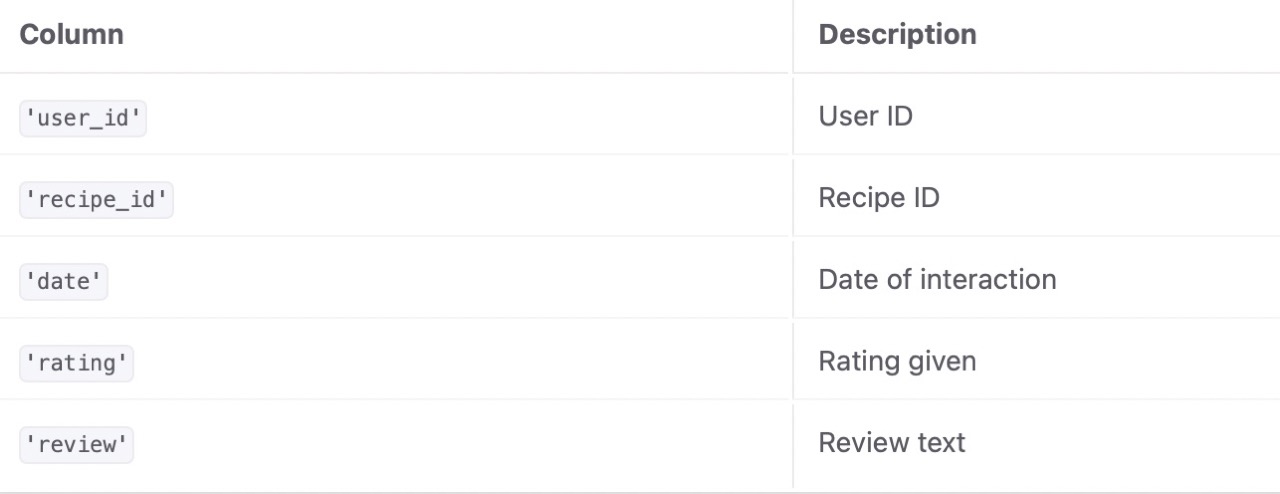 Column Description
'user_id' User ID
'recipe_id' Recipe ID
'date' Date of interaction
'rating' Rating given
'review' Review text